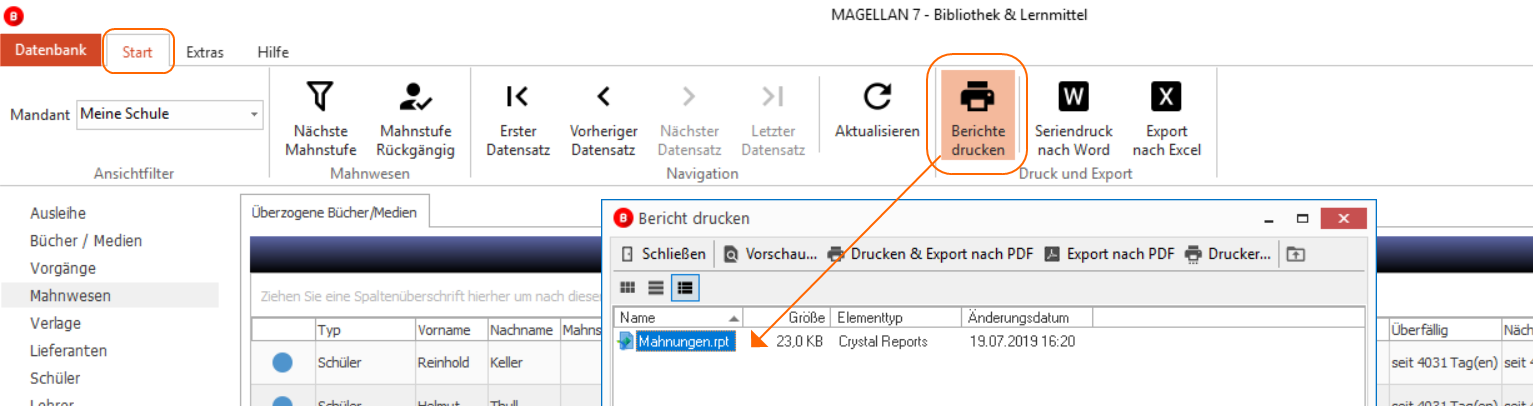 MAGELLAN 7 - Bibliothek & Lernmittel
Datenbank Start Extras Hilfe
Mandant Meine Schule
Nächste Mahnstufe
Mahnstufe Rückgängig
Erster Datensatz
Vorheriger Datensatz
Nächster Datensatz
Letzter Datensatz
Aktualisieren
Berichte drucken
Seriendruck nach Word
Export nach Excel
Ansichtfilter Mahnwesen Navigation Druck und Export
Ausleihe
Bücher / Medien
Vorgänge
Mahnwesen
Verlage
Lieferanten
Schüler
Lehrer
Überzogene Bücher/Medien
Ziehen Sie eine Spaltenüberschrift hierher um nach diese
Typ Vorname Nachname Mahns
Schüler Reinhold Keller
Schüler Helmut Thull
Bericht drucken
Schließen Vorschau... Drucken & Export nach PDF Export nach PDF Drucker...
Name Größe Elementtyp Änderungsdatum
Mahnungen.rpt 23,0 KB Crystal Reports 19.07.2019 16:20
Überfällig Näch
seit 4031 Tag(en) seit 4
seit 4031 Tag(en) seit 4